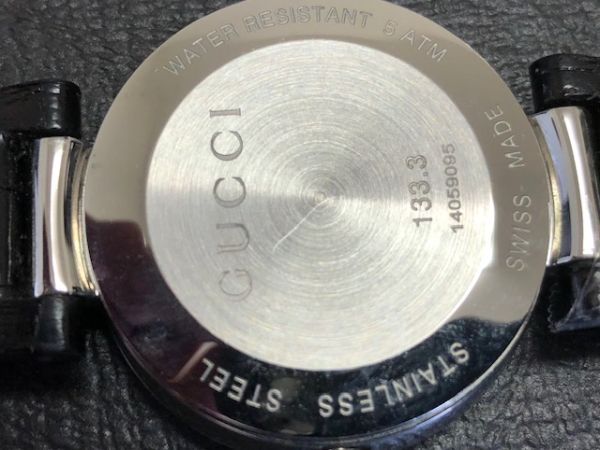 WATER RESISTANT 5 ATM
GUCCI
133.3
14059095
SWISS MADE
STAINLESS STEEL